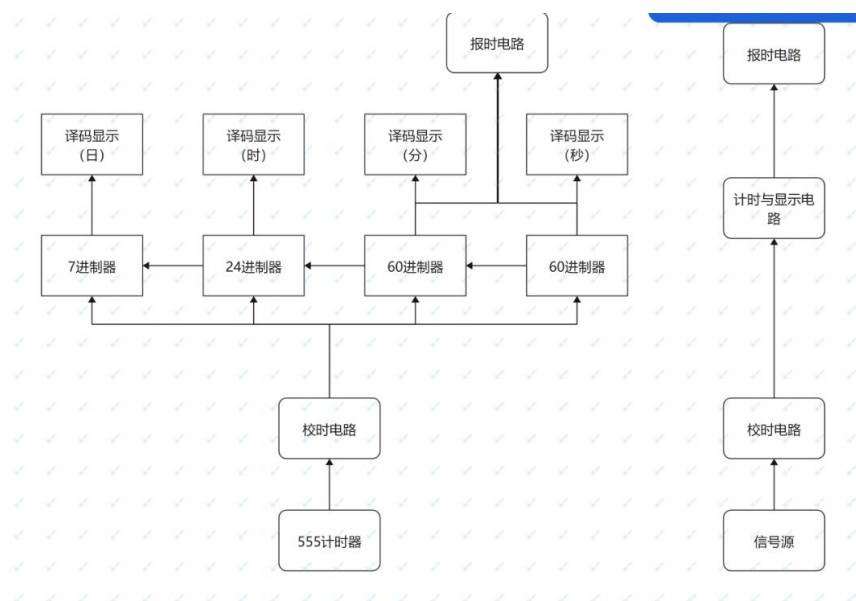 报时电路
报时电路
译码显示
（日）
译码显示
（时）
译码显示
（分）
译码显示
（秒）
计时与显示电
路
7进制器
24进制器
60进制器
60进制器
校时电路
校时电路
555计时器
信号源